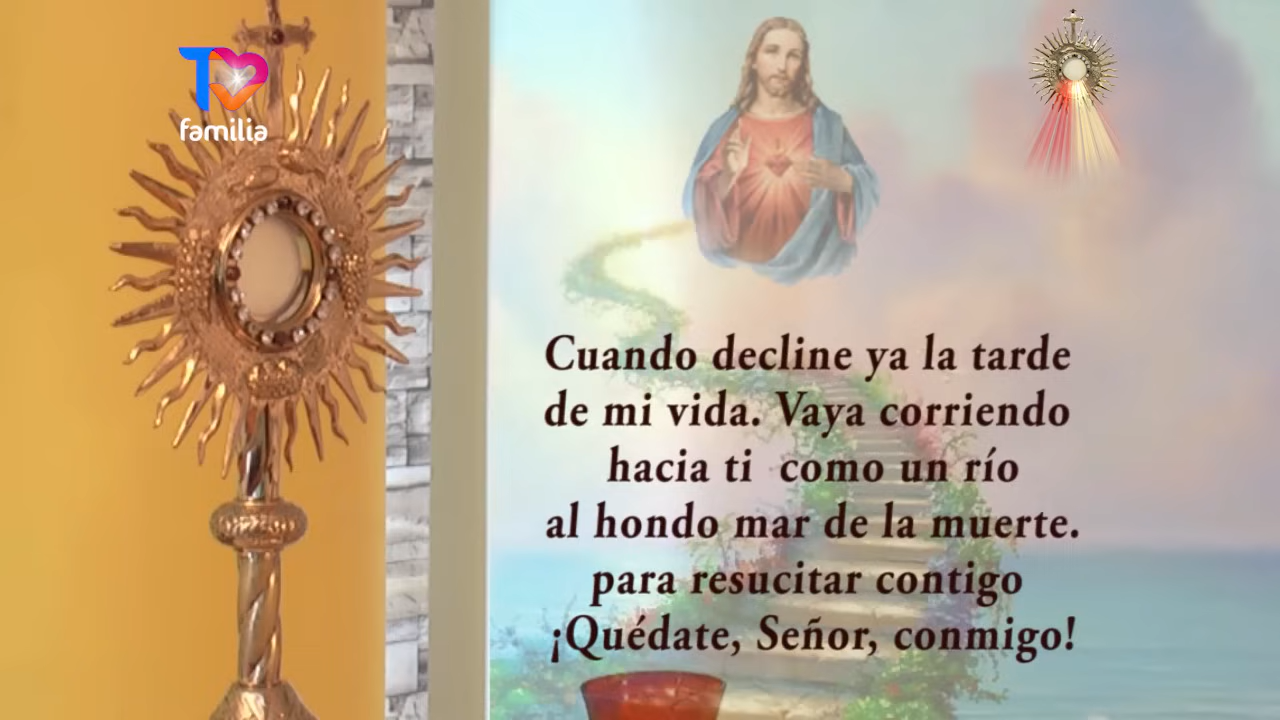 TV
familia
Cuando decline ya la tarde
de mi vida. Vaya corriendo
hacia ti como un río
al hondo mar de la muerte.
para resucitar contigo
¡Quédate, Señor, conmigo!